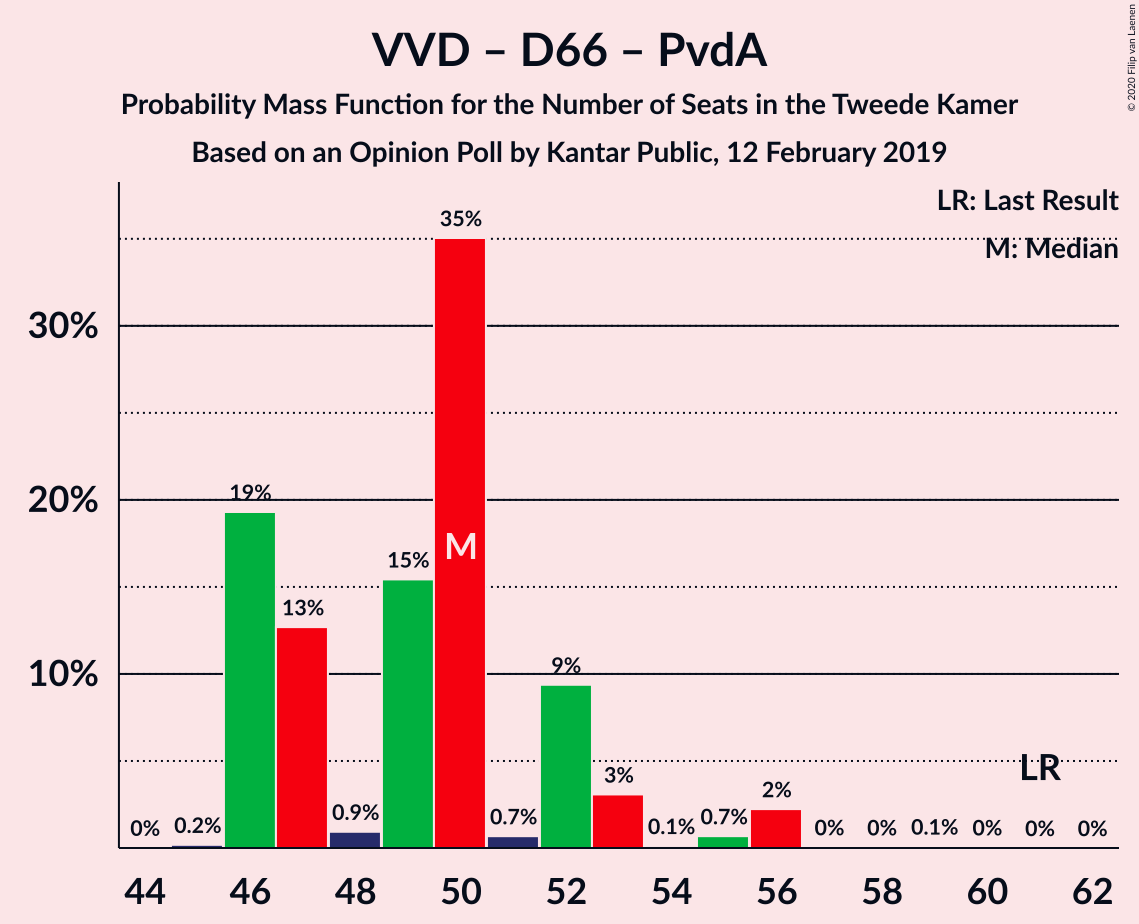 VVD – D66 – PvdA
Probability Mass Function for the Number of Seats in the Tweede Kamer
Based on an Opinion Poll by Kantar Public, 12 February 2019
© 2020 Filip van Laenen
LR: Last Result
M: Median
35%
30%
20%
19%
15%
M
13%
10%
9%
LR
3%
2%
0%
0.2%
0.9%
0.7%
0.1%
0.7%
0%
0%
0.1%
0%
0%
0%
44 46 48 50 52 54 56 58 60 62